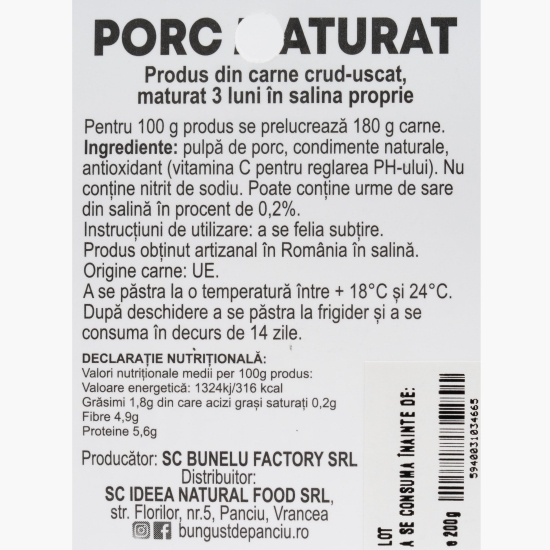 PORC MATURAT
Produs din carne crud-uscat,
maturat 3 luni în salina proprie
Pentru 100 g produs se prelucrează 180 g carne.
Ingrediente: pulpă de porc, condimente naturale,
antioxidant (vitamina C pentru reglarea PH-ului). Nu
conține nitrit de sodiu. Poate conține urme de sare
din salină în procent de 0,2%.
Instrucțiuni de utilizare: a se felia subțire.
Produs obținut artizanal în România în salină.
Origine carne: UE.
A se păstra la o temperatură între + 18°C și 24°C.
După deschidere a se păstra la frigider și a se
consuma în decurs de 14 zile.
DECLARAȚIE NUTRIȚIONALĂ:
Valori nutriționale medii per 100g produs:
Valoare energetică: 1324kj/316 kcal
Grăsimi 1,8g din care acizi grași saturați 0,2g
Fibre 4,9g
Proteine 5,6g
Producător: SC BUNELU FACTORY SRL
Distribuitor:
SC IDEEA NATURAL FOOD SRL,
str. Florilor, nr.5, Panciu, Vrancea
bungustdepanciu.ro
LOT
A SE CONSUMA ÎNAINTE DE:
e 200g
5940031034665